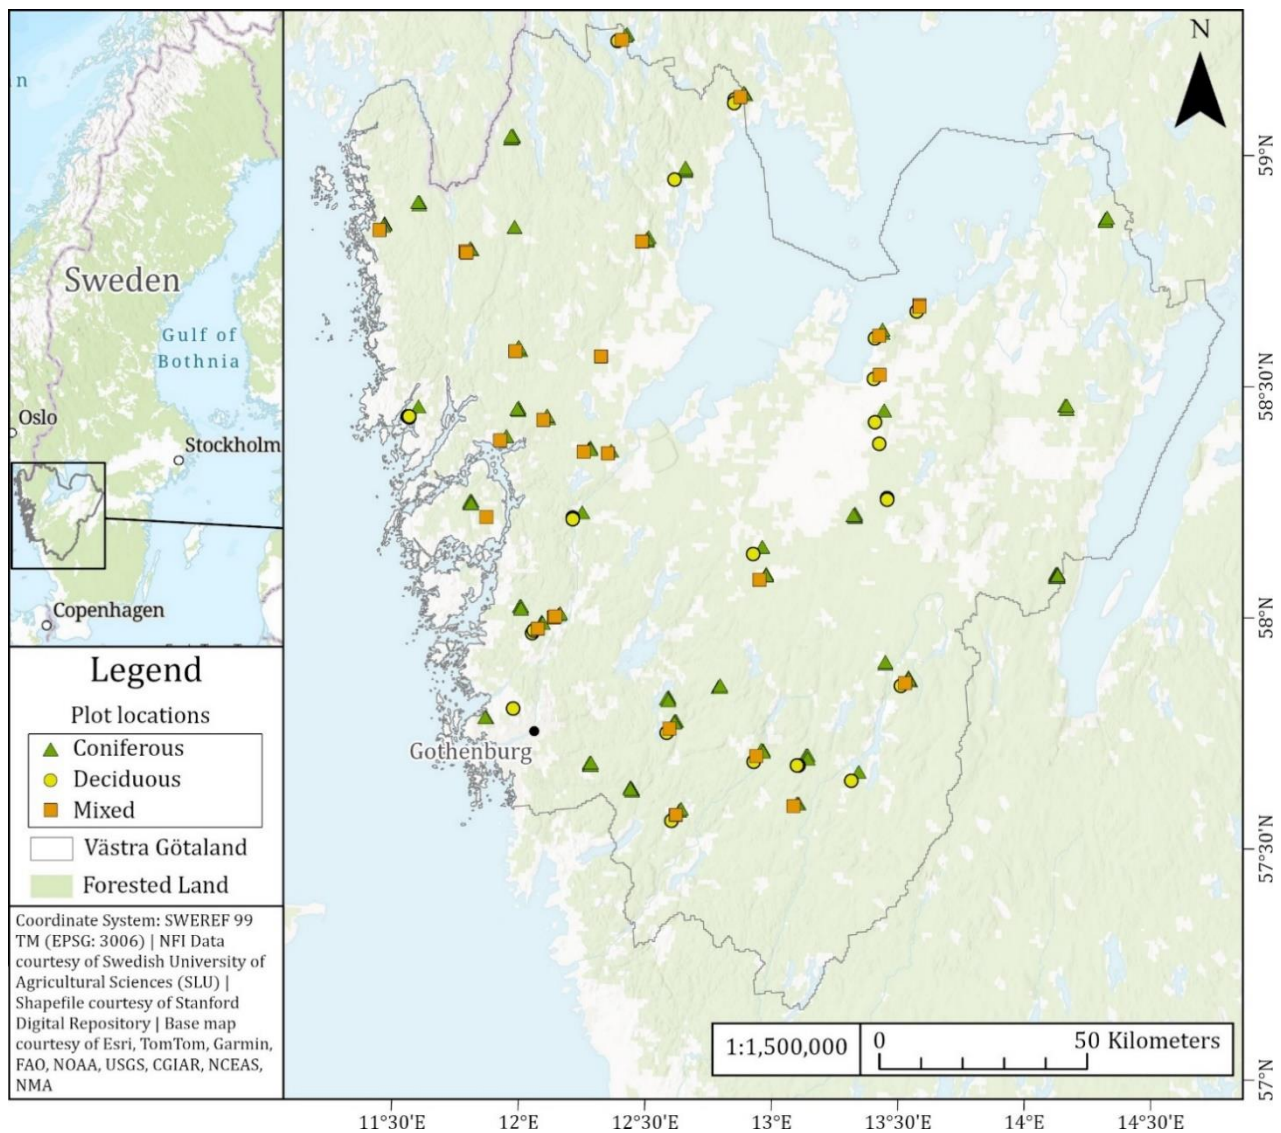 n
Sweden
Gulf of
Bothnia
Oslo
Stockholm
Copenhagen
Legend
Plot locations
Coniferous
Deciduous
Mixed
Västra Götaland
Forested Land
Coordinate System: SWEREF 99
TM (EPSG: 3006) | NFI Data
courtesy of Swedish University of
Agricultural Sciences (SLU) |
Shapefile courtesy of Stanford
Digital Repository | Base map
courtesy of Esri, TomTom, Garmin,
FAO, NOAA, USGS, CGIAR, NCEAS,
NMA
N
Gothenburg
1:1,500,000
0 50 Kilometers
59°N
58°30'N
58°N
57°30'N
57°N
11°30'E 12°E 12°30'E 13°E 13°30'E 14°E 14°30'E